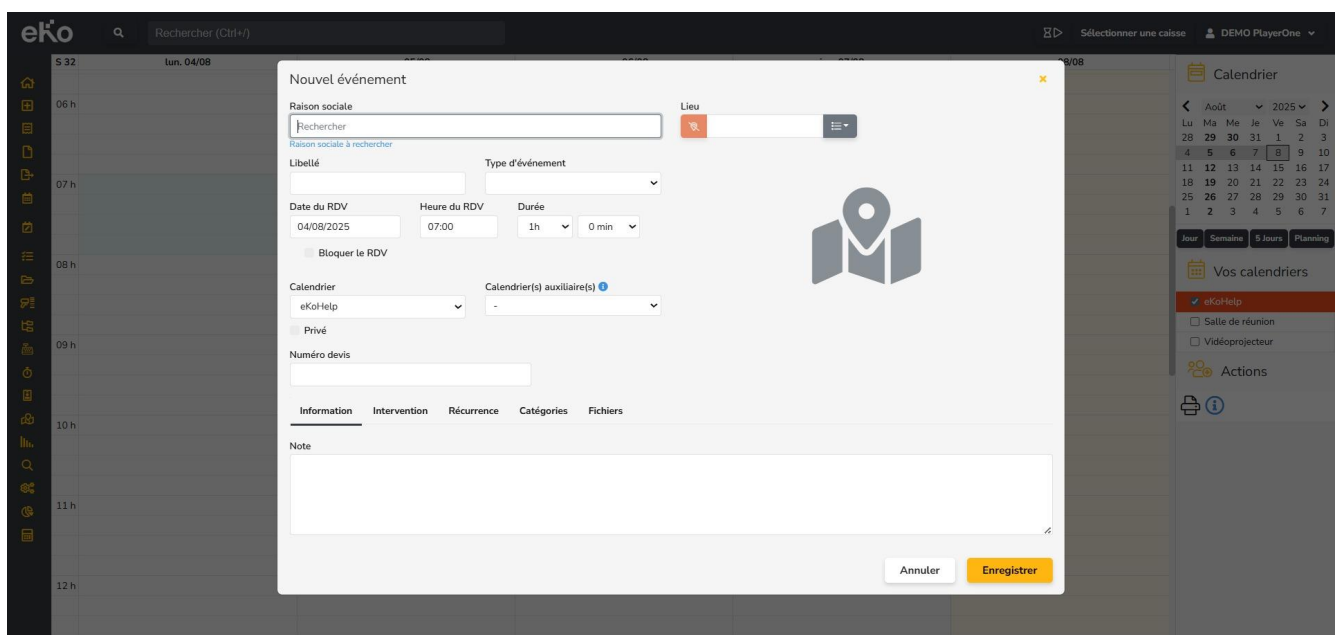 eKo
Rechercher (Ctrl+/)
Sélectionner une caisse
DEMO PlayerOne
S 32
lun. 04/08
8/08
06 h
07 h
08 h
09 h
10 h
11 h
12 h
Nouvel événement
×
Raison sociale
Rechercher
Raison sociale à rechercher
Lieu
Libellé
Type d'événement
Date du RDV
Heure du RDV
Durée
04/08/2025
07:00
1h
0 min
Bloquer le RDV
Calendrier
Calendrier(s) auxiliaire(s)
eKoHelp
-
Privé
Numéro devis
Information Intervention Récurrence Catégories Fichiers
Note
Annuler
Enregistrer
Calendrier
Août 2025
Lu Ma Me Je Ve Sa Di
28 29 30 31 1 2 3
4 5 6 7 8 9 10
11 12 13 14 15 16 17
18 19 20 21 22 23 24
25 26 27 28 29 30 31
1 2 3 4 5 6 7
Jour Semaine 5 Jours Planning
Vos calendriers
eKoHelp
Salle de réunion
Vidéoprojecteur
Actions